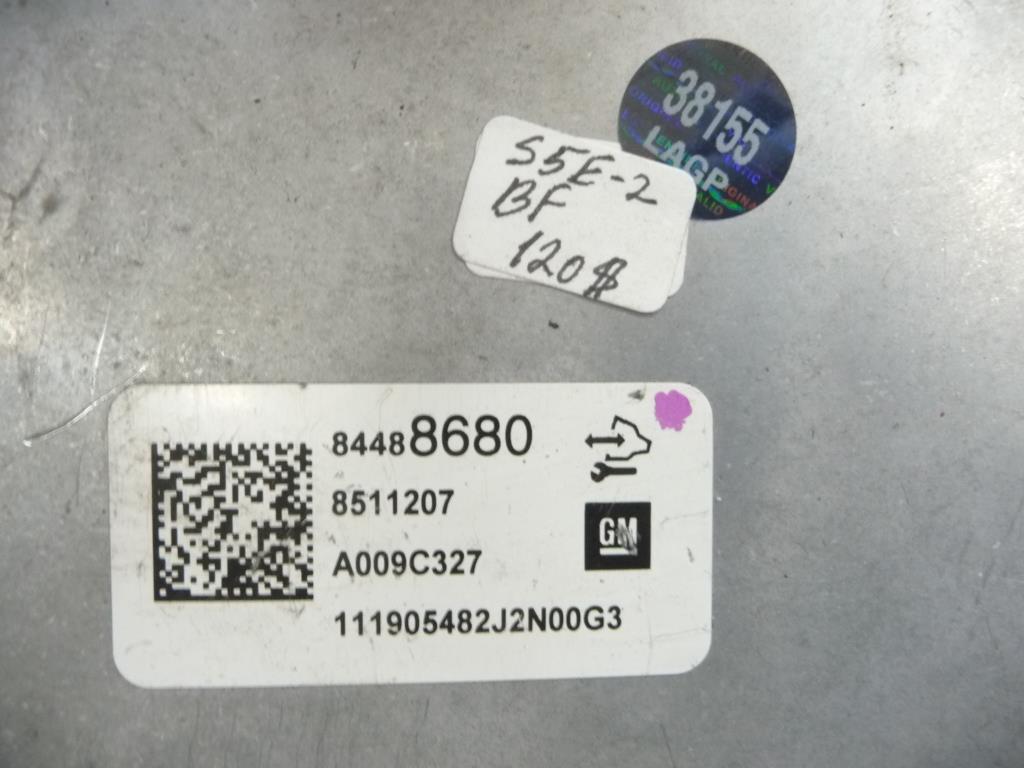 38155
LAGP
S5E-2
BF
120$
84488680
8511207
GM
A009C327
111905482J2N00G3